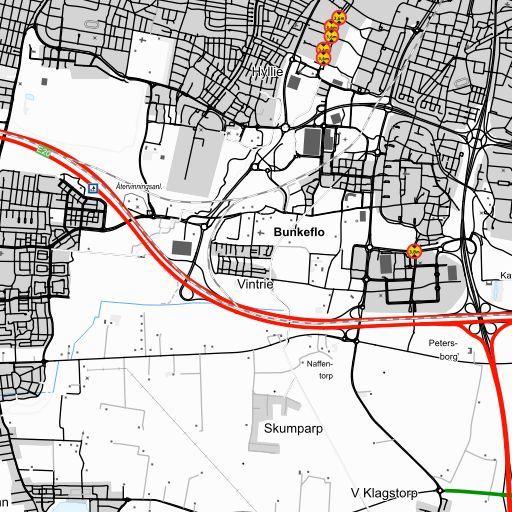 Hyllie
E20
Återvinningsanl.
Bunkeflo
Vintrie
Ka
Peters-
borg
Naffen-
torp
Skumparp
V Klagstorp